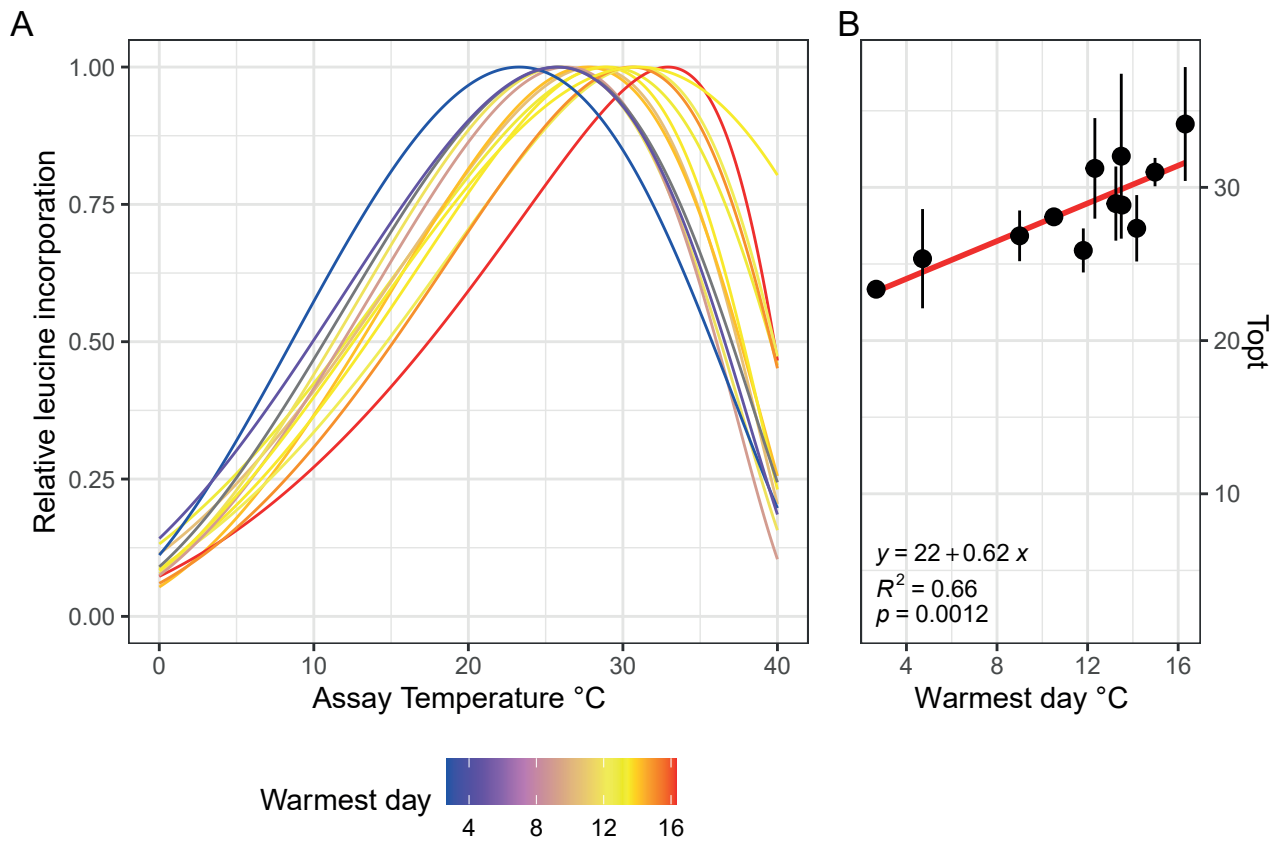 A
B
Relative leucine incorporation
1.00
0.75
0.50
0.25
0.00
0 10 20 30 40
Assay Temperature °C
30
20
10
Topt
y = 22 + 0.62 x
R² = 0.66
p = 0.0012
4 8 12 16
Warmest day °C
Warmest day
4 8 12 16